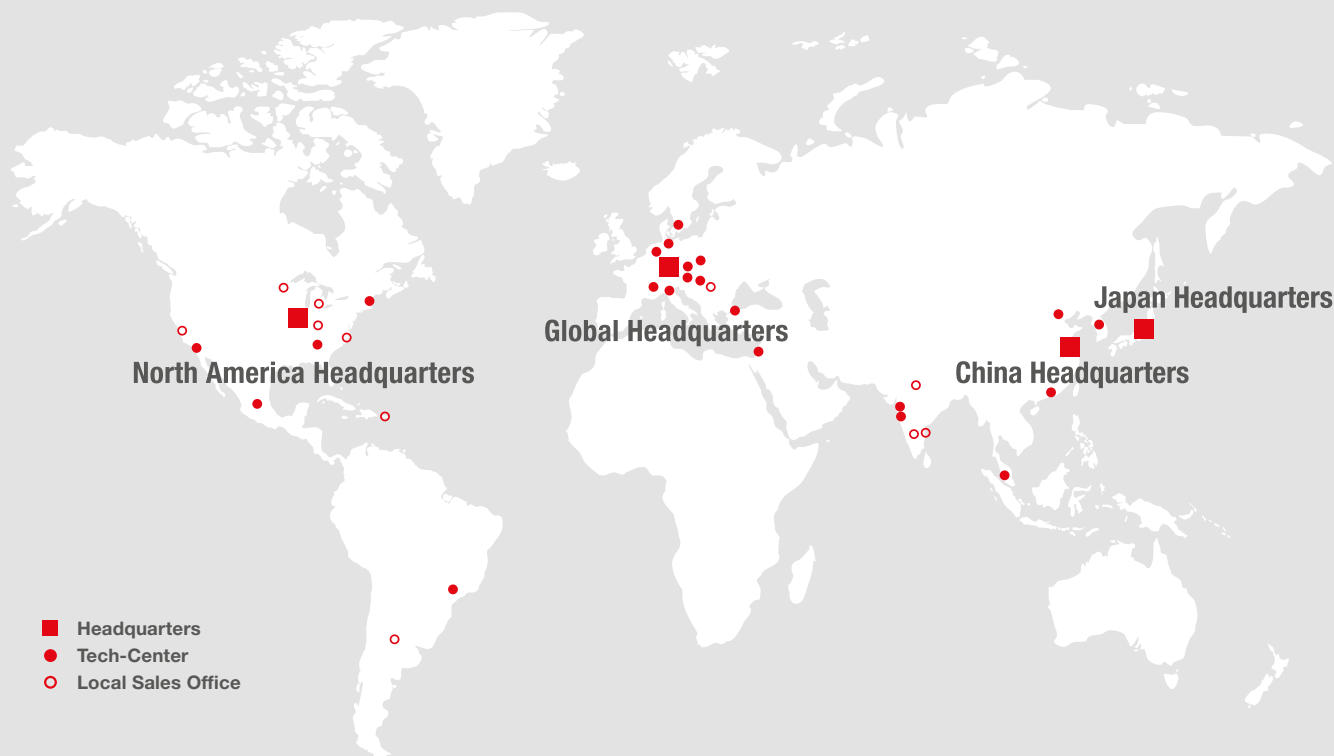 Japan Headquarters
Global Headquarters
North America Headquarters
China Headquarters
Headquarters
Tech-Center
Local Sales Office